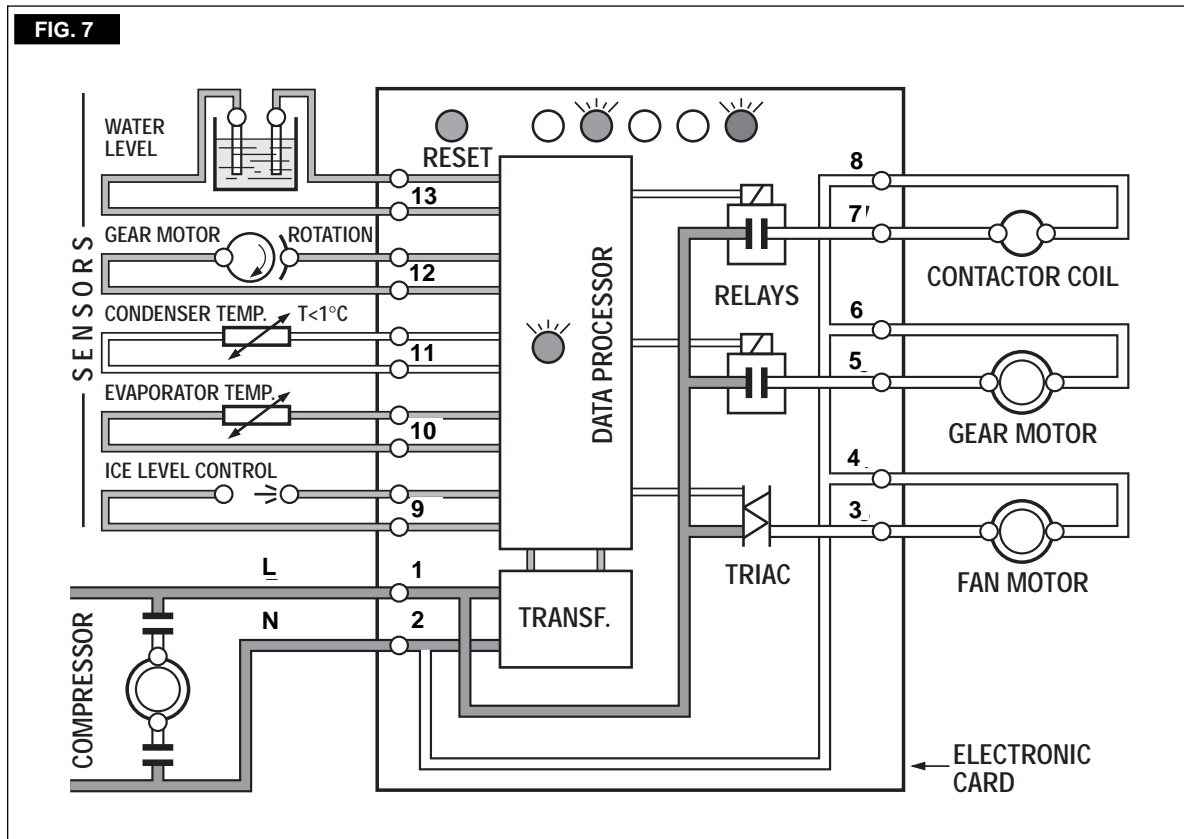 FIG. 7
WATER
LEVEL
RESET
13
GEAR MOTOR
ROTATION
12
CONDENSER TEMP.
T<1°C
11
EVAPORATOR TEMP.
10
ICE LEVEL CONTROL
9
SENSORS
L
1
N
2
COMPRESSOR
DATA PROCESSOR
TRANSF.
RELAYS
TRIAC
8
7
CONTACTOR COIL
6
5
GEAR MOTOR
4
3
FAN MOTOR
ELECTRONIC
CARD